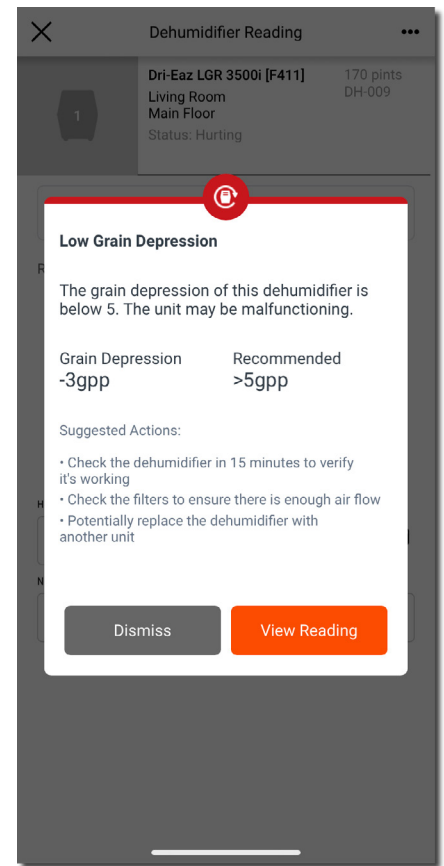 Dehumidifier Reading
Dri-Eaz LGR 3500i [F411]
170 pints
Living Room
DH-009
Main Floor
1
Status: Hurting
Low Grain Depression
R
The grain depression of this dehumidifier is
below 5. The unit may be malfunctioning.
Grain Depression
Recommended
-3gpp
>5gpp
Suggested Actions:
• Check the dehumidifier in 15 minutes to verify
it's working
• Check the filters to ensure there is enough air flow
H
• Potentially replace the dehumidifier with
another unit
N
Dismiss
View Reading